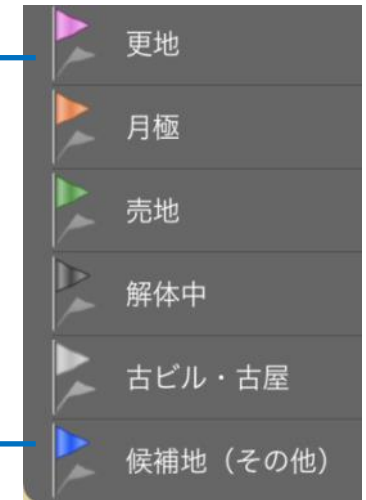 更地
月極
売地
解体中
古ビル・古屋
候補地（その他）